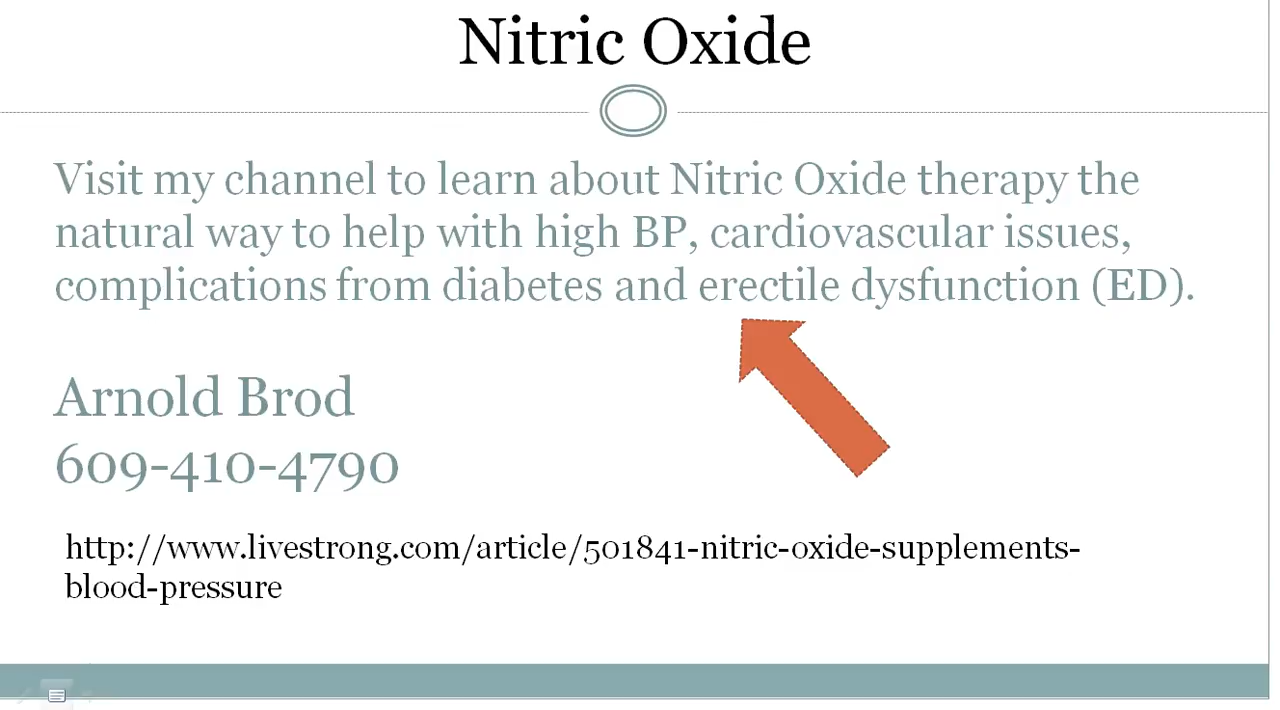 Nitric Oxide
Visit my channel to learn about Nitric Oxide therapy the
natural way to help with high BP, cardiovascular issues,
complications from diabetes and erectile dysfunction (ED).
Arnold Brod
609-410-4790
http://www.livestrong.com/article/501841-nitric-oxide-supplements-
blood-pressure